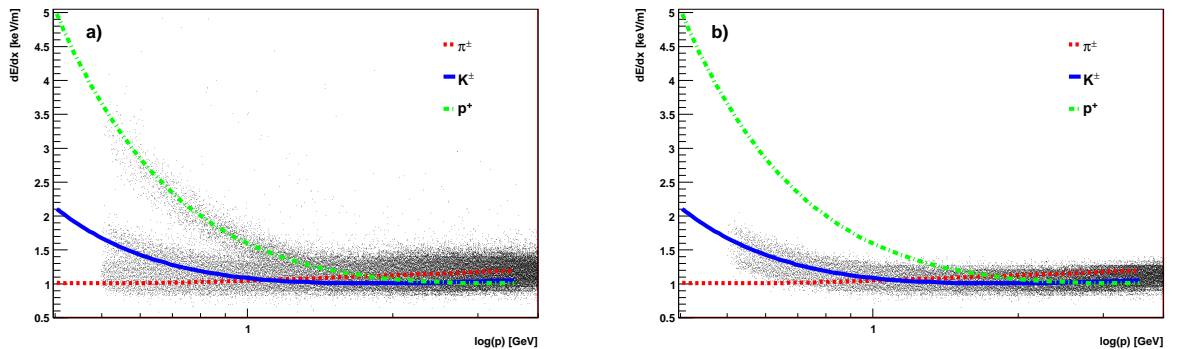 a)
dE/dx [keV/m]
5
4.5
4
3.5
3
2.5
2
1.5
1
0.5
π±
K±
p+
1
log(p) [GeV]
b)
dE/dx [keV/m]
5
4.5
4
3.5
3
2.5
2
1.5
1
0.5
π±
K±
p+
1
log(p) [GeV]